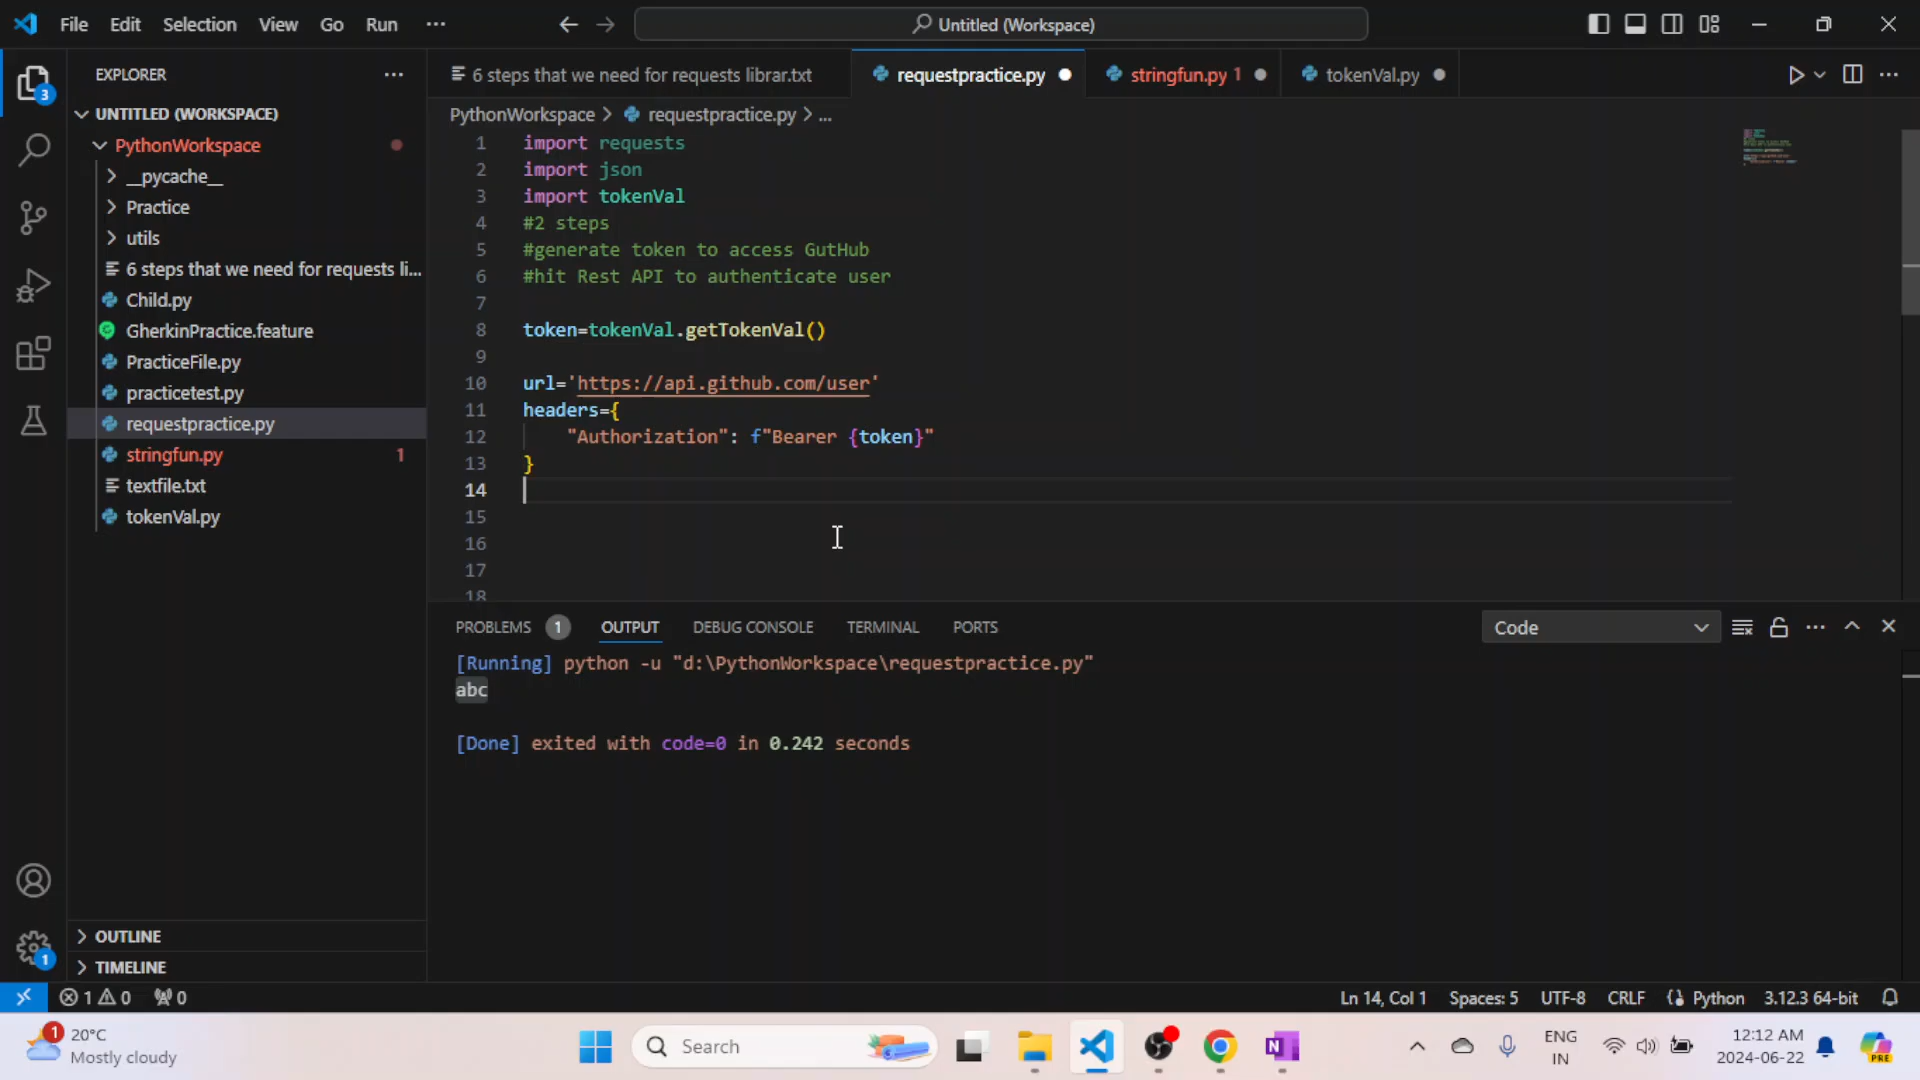 File Edit Selection View Go Run ...
Untitled (Workspace)
EXPLORER
3
UNTITLED (WORKSPACE)
PythonWorkspace
__pycache__
Practice
utils
6 steps that we need for requests li...
Child.py
GherkinPractice.feature
PracticeFile.py
practicetest.py
requestpractice.py
stringfun.py 1
textfile.txt
tokenVal.py
OUTLINE
TIMELINE
1
6 steps that we need for requests librar.txt
requestpractice.py
stringfun.py 1
tokenVal.py
PythonWorkspace > requestpractice.py > ...
1 import requests
2 import json
3 import tokenVal
4 #2 steps
5 #generate token to access GutHub
6 #hit Rest API to authenticate user
7
8 token=tokenVal.getTokenVal()
9
10 url='https://api.github.com/user'
11 headers={
12 "Authorization": f"Bearer {token}"
13 }
14
15
16
17
18
PROBLEMS 1 OUTPUT DEBUG CONSOLE TERMINAL PORTS
Code
[Running] python -u "d:\PythonWorkspace\requestpractice.py"
abc
[Done] exited with code=0 in 0.242 seconds
1 0 0
Ln 14, Col 1 Spaces: 5 UTF-8 CRLF Python 3.12.3 64-bit
1
20°C
Mostly cloudy
Search
N
ENG
IN
12:12 AM
2024-06-22
PRE